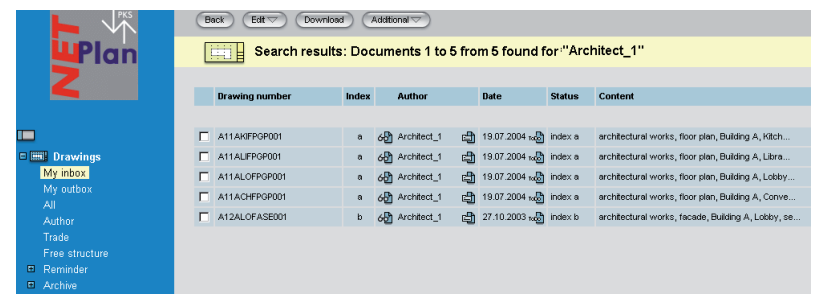 PKS
NET Plan
Back Edit Download Additional
Search results: Documents 1 to 5 from 5 found for "Architect_1"
Drawing number Index Author Date Status Content
A11AKIFPGP001 a Architect_1 19.07.2004 index a architectural works, floor plan, Building A, Kitch...
A11ALIFPGP001 a Architect_1 19.07.2004 index a architectural works, floor plan, Building A, Libra...
A11ALOFPGP001 a Architect_1 19.07.2004 index a architectural works, floor plan, Building A, Lobby...
A11ACHFPGP001 a Architect_1 19.07.2004 index a architectural works, floor plan, Building A, Conve...
A12ALOFASE001 b Architect_1 27.10.2003 index b architectural works, facade, Building A, Lobby, se...
Drawings
My inbox
My outbox
All
Author
Trade
Free structure
Reminder
Archive